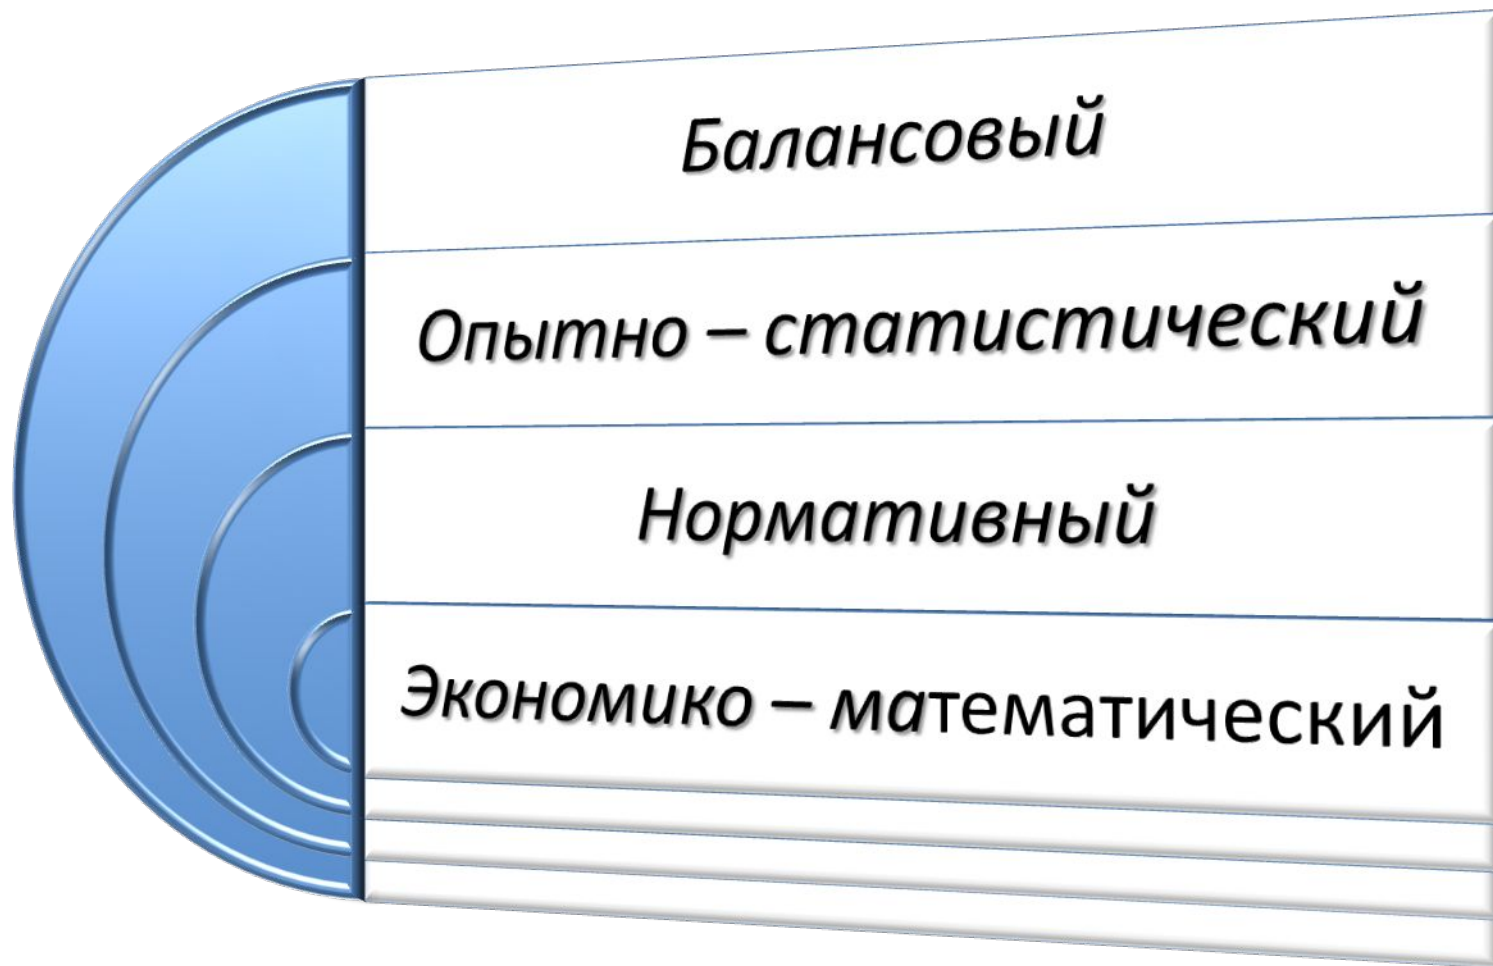 Балансовый
Опытно – статистический
Нормативный
Экономико – математический